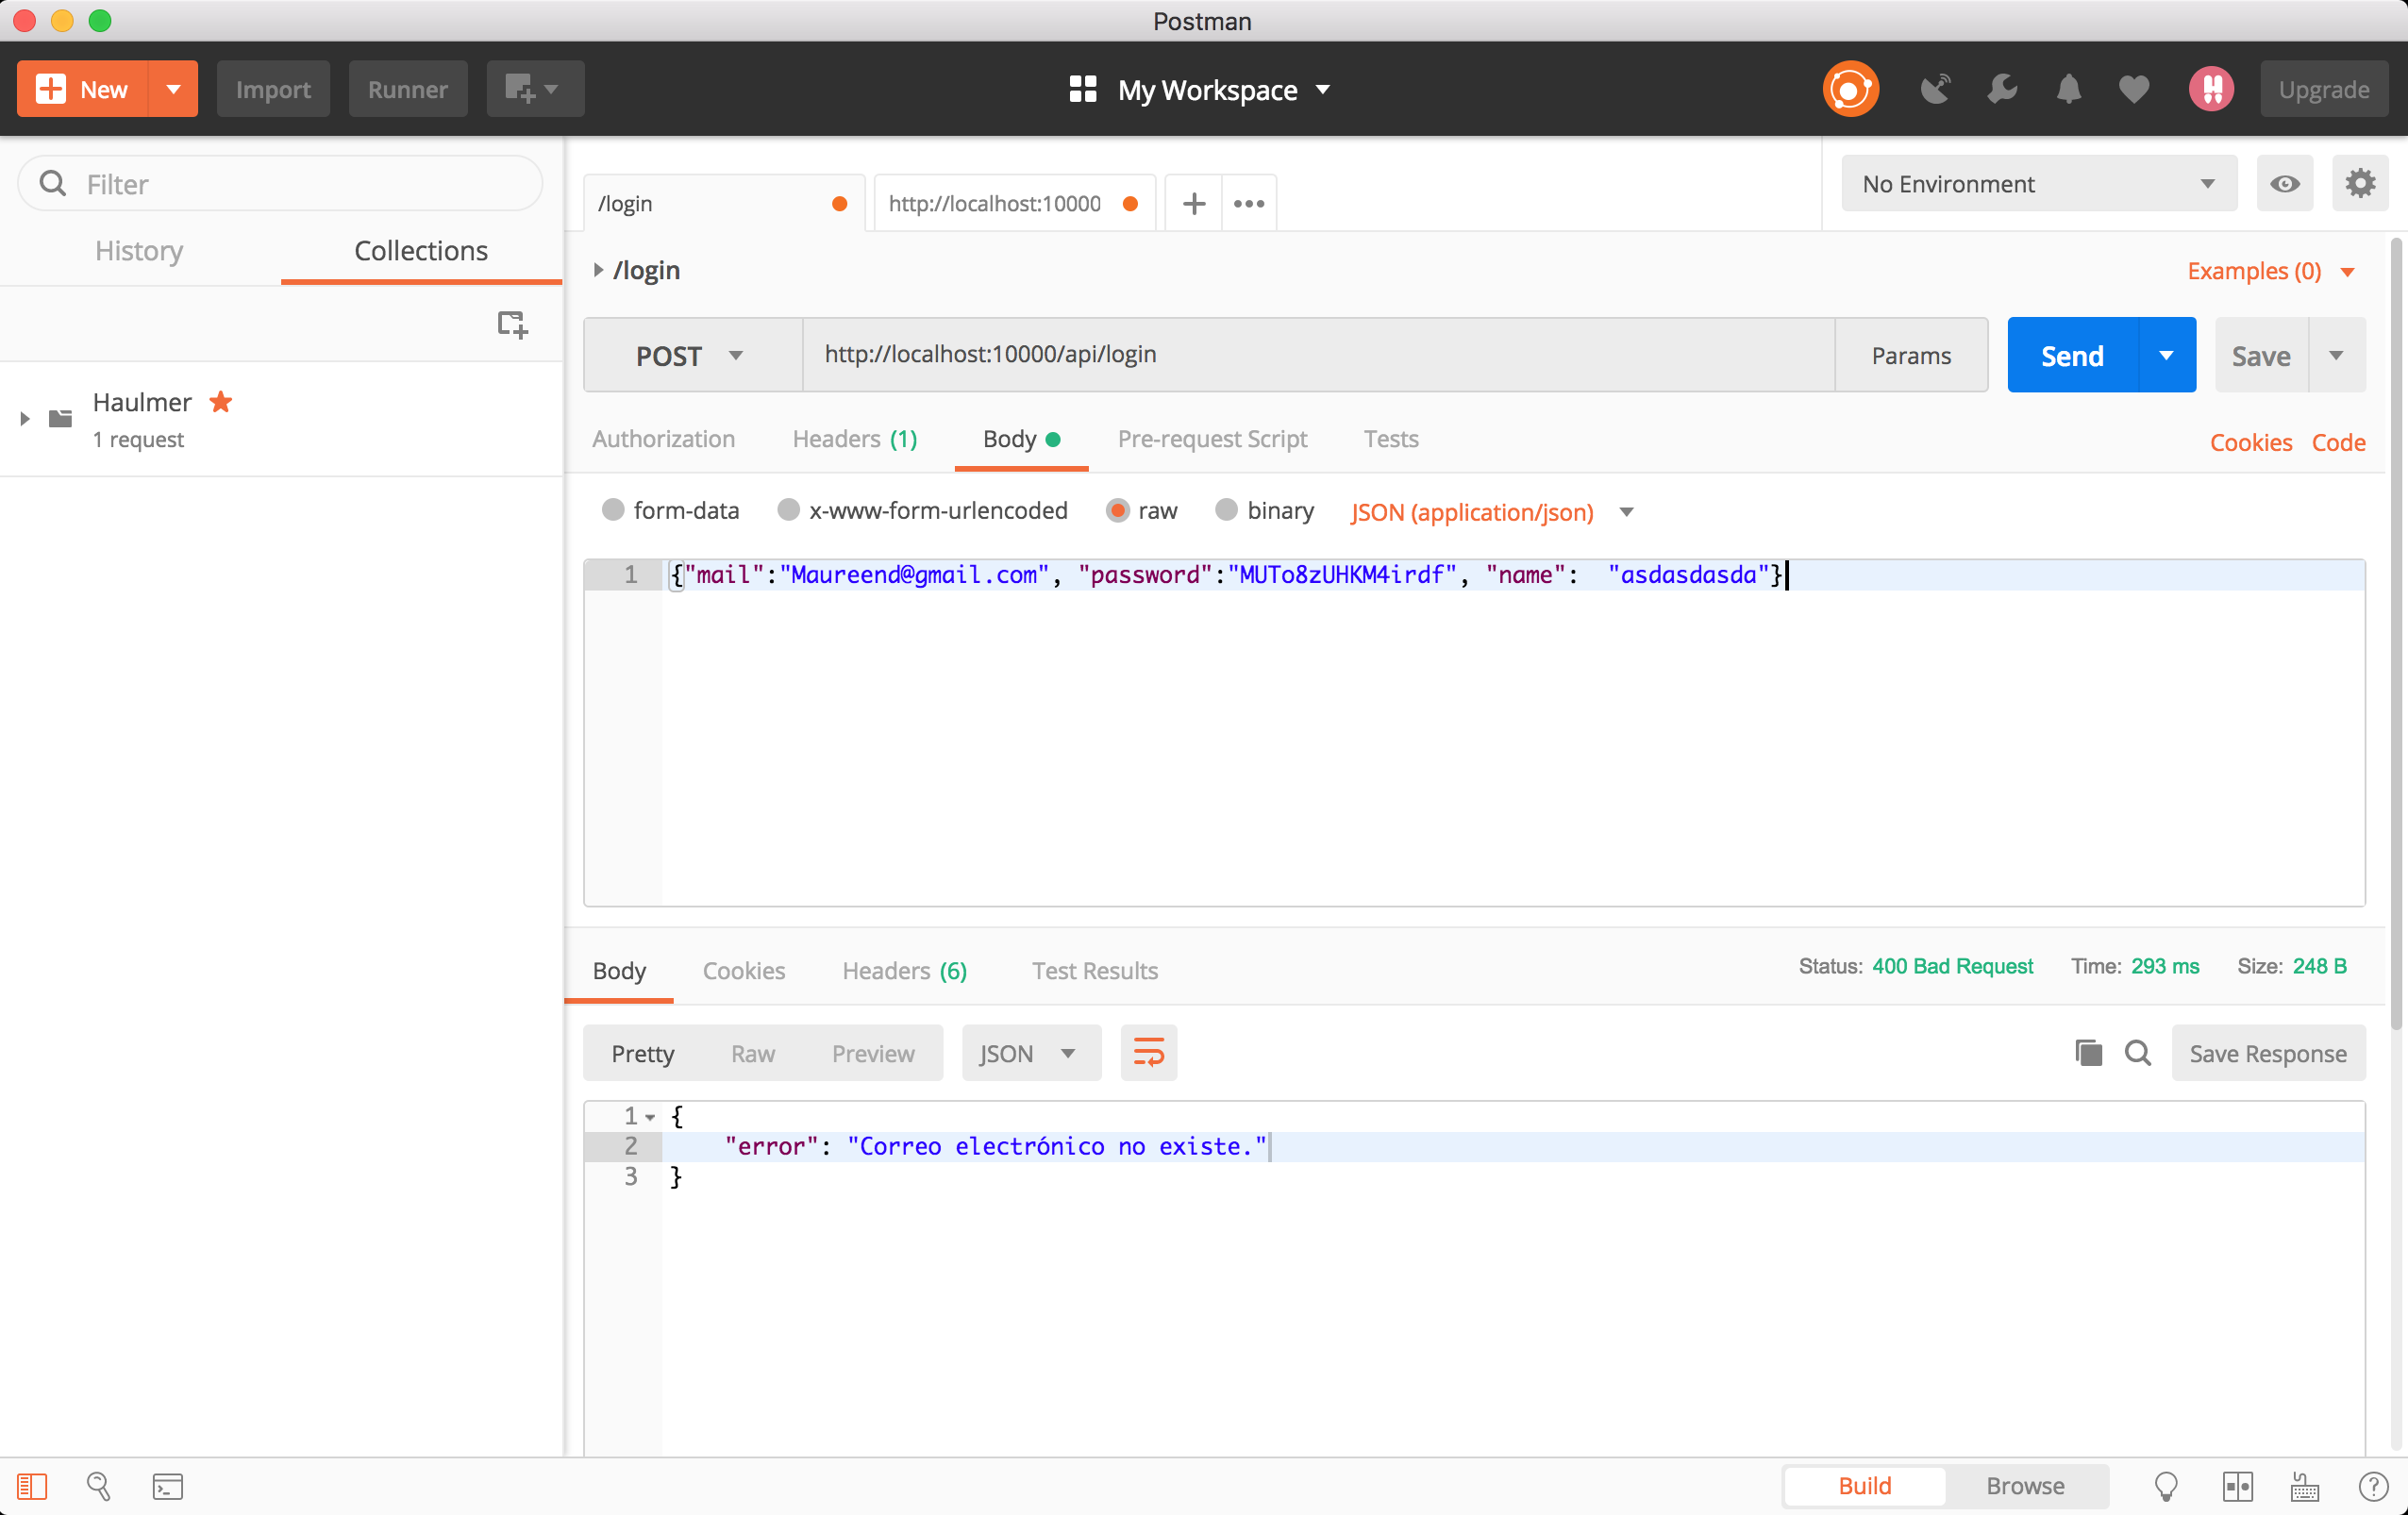 Postman
New
Import
Runner
My Workspace
Upgrade
Filter
History
Collections
Haulmer
1 request
/login
http://localhost:10000
No Environment
/login
Examples (0)
POST
http://localhost:10000/api/login
Params
Send
Save
Authorization
Headers (1)
Body
Pre-request Script
Tests
Cookies
Code
form-data
x-www-form-urlencoded
raw
binary
JSON (application/json)
1 {"mail":"Maureend@gmail.com", "password":"MUTo8zUHKM4irdf", "name":  "asdasdasda"}
Body
Cookies
Headers (6)
Test Results
Status: 400 Bad Request
Time: 293 ms
Size: 248 B
Pretty
Raw
Preview
JSON
Save Response
1 {
2     "error": "Correo electrónico no existe."
3 }
Build
Browse